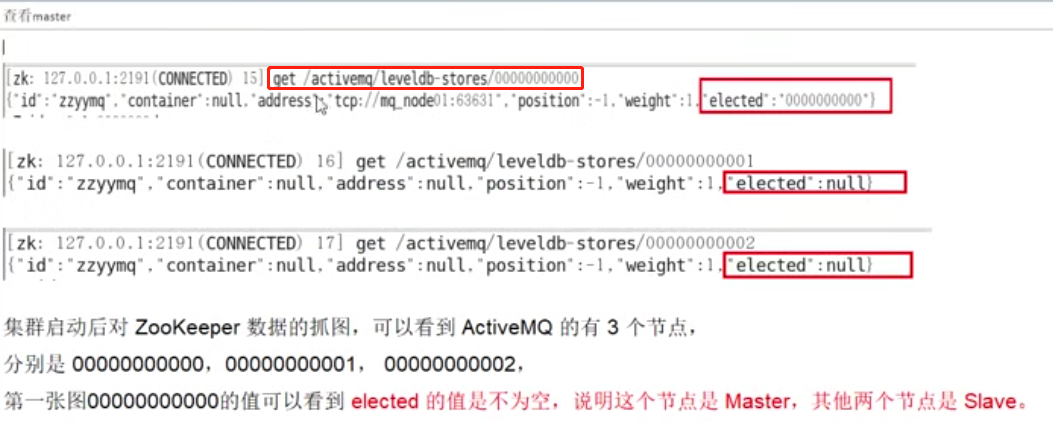 查看master
[zk: 127.0.0.1:2191(CONNECTED) 15] get /activemq/leveldb-stores/00000000000
{"id":"zzyymq","container":null,"address":"tcp://mq_node01:63631","position":-1,"weight":1,"elected":"0000000000"}
[zk: 127.0.0.1:2191(CONNECTED) 16] get /activemq/leveldb-stores/00000000001
{"id":"zzyymq","container":null,"address":null,"position":-1,"weight":1,"elected":null}
[zk: 127.0.0.1:2191(CONNECTED) 17] get /activemq/leveldb-stores/00000000002
{"id":"zzyymq","container":null,"address":null,"position":-1,"weight":1,"elected":null}
集群启动后对 ZooKeeper 数据的抓图，可以看到 ActiveMQ 的有 3 个节点，
分别是 00000000000，00000000001， 00000000002，
第一张图00000000000的值可以看到 elected 的值是不为空，说明这个节点是 Master，其他两个节点是 Slave。